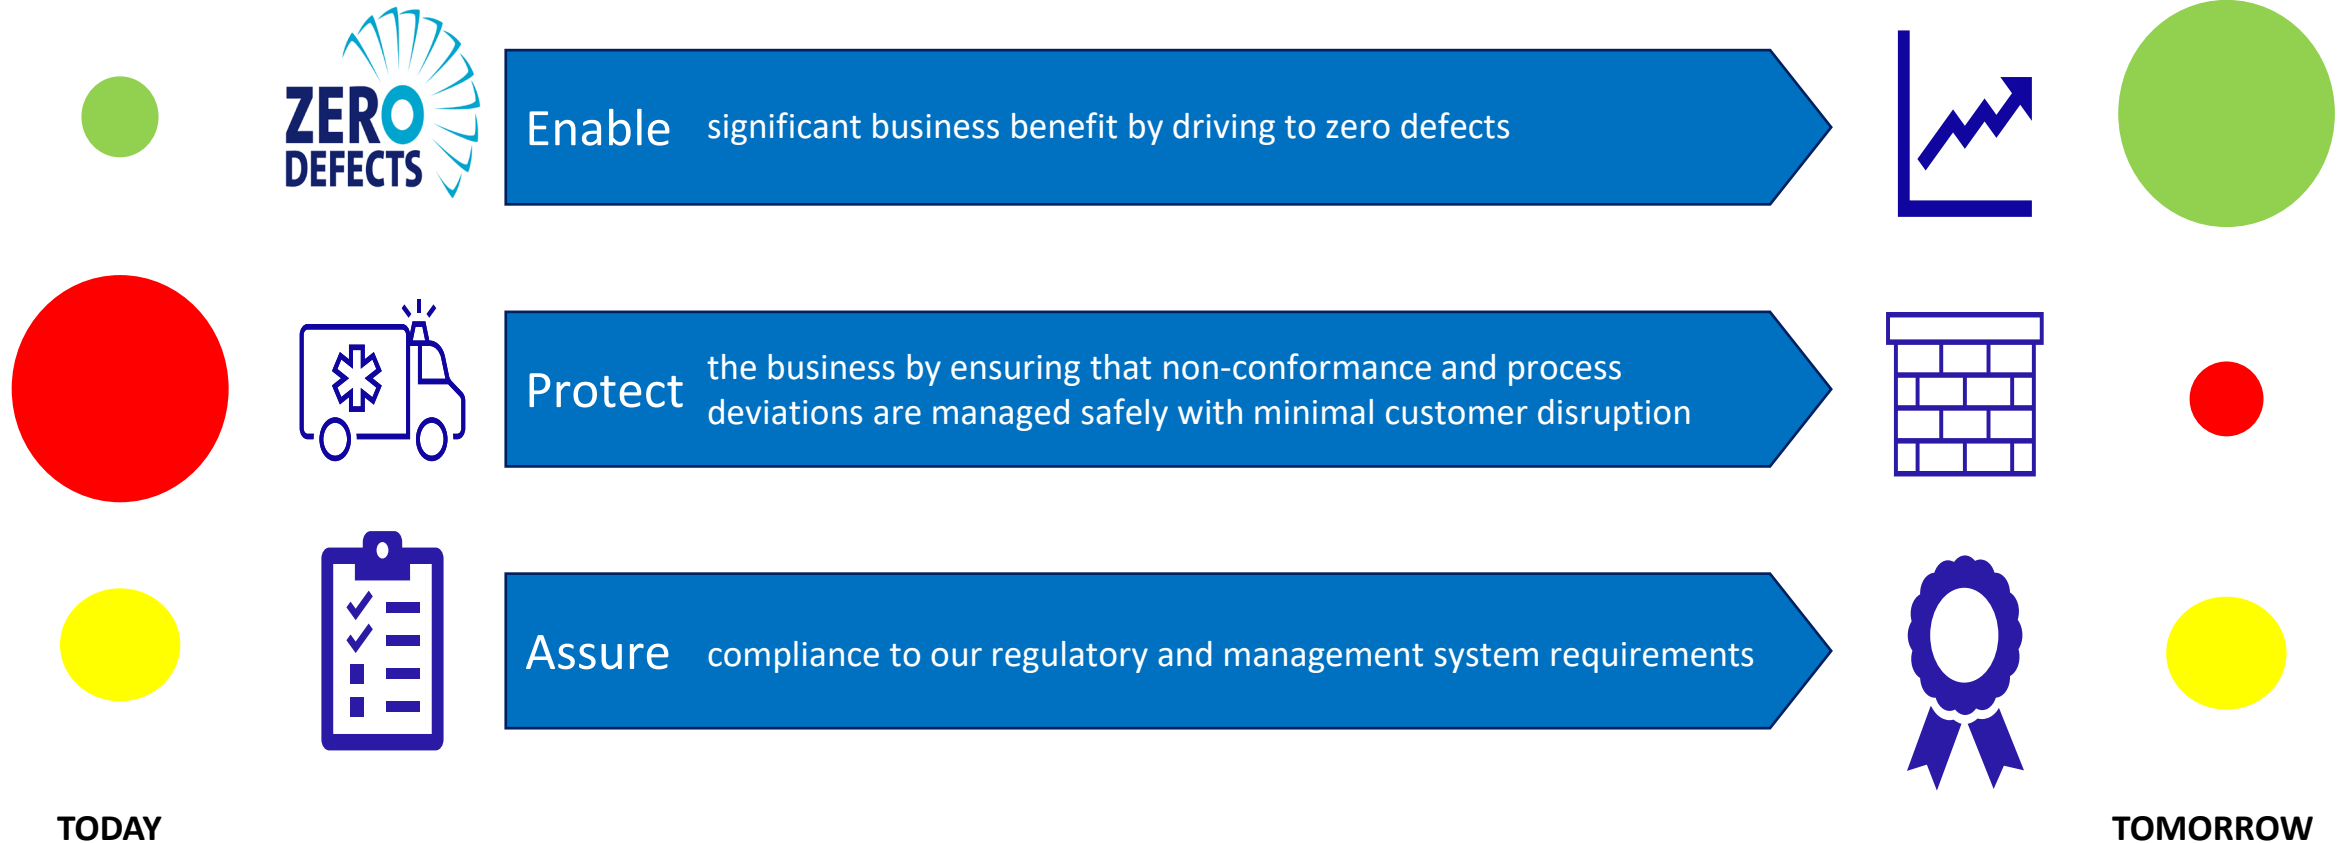 ZERO
DEFECTS
Enable significant business benefit by driving to zero defects
Protect the business by ensuring that non-conformance and process
deviations are managed safely with minimal customer disruption
Assure compliance to our regulatory and management system requirements
TODAY
TOMORROW